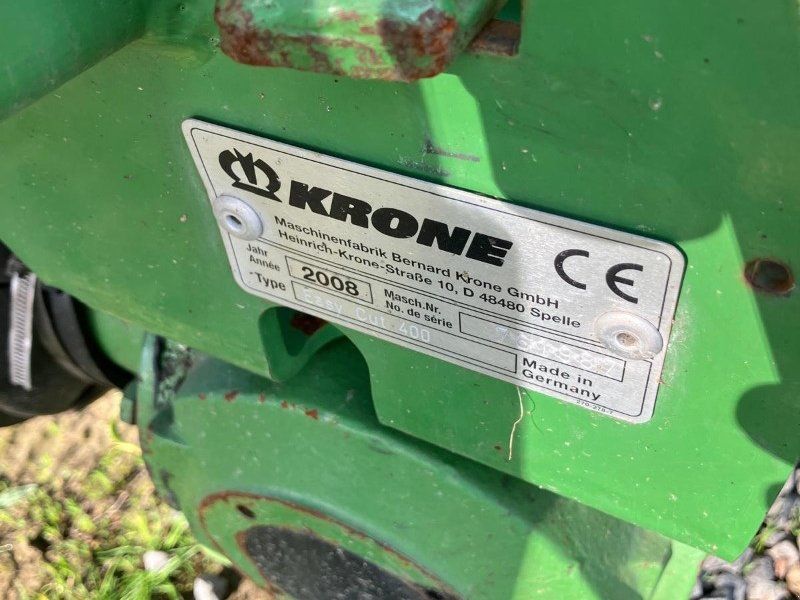 KRONE
Maschinenfabrik Bernard Krone GmbH
Heinrich-Krone-Straße 10, D 48480 Spelle
CE
Jahr
Année
2008
Masch.Nr.
No. de série
Type
Easy Cut 400
Made in
Germany